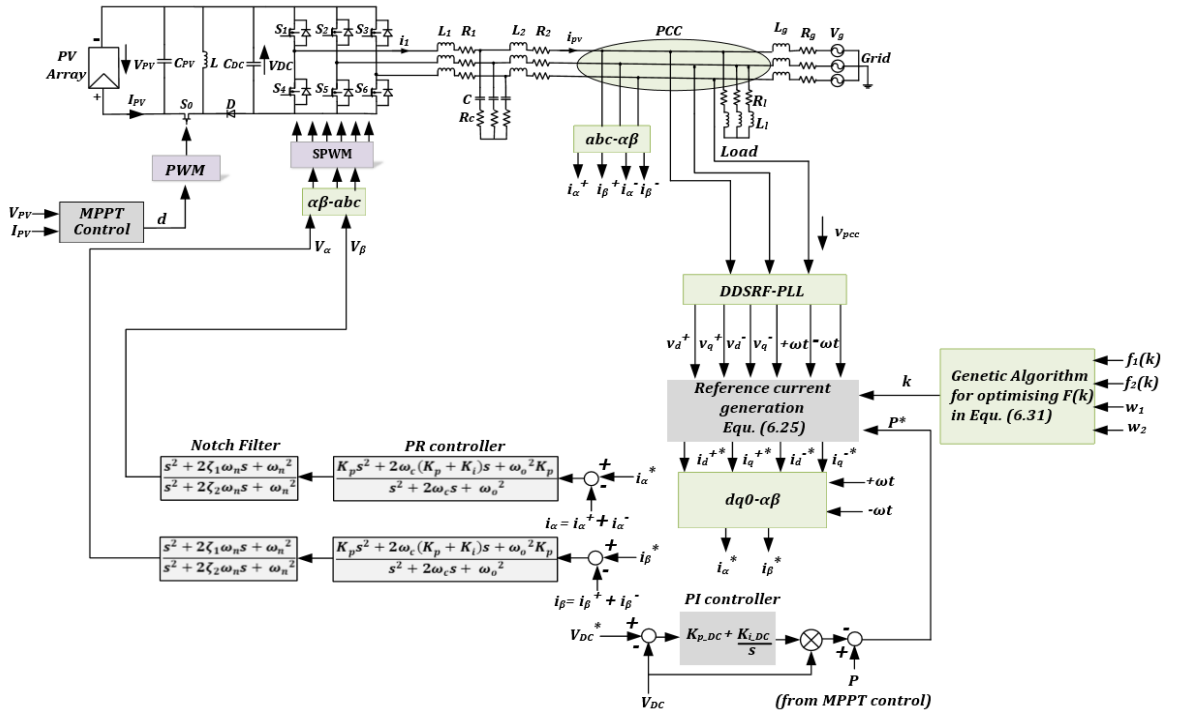 PV
Array
-
+
V_PV
I_PV
C_PV
L
C_DC
V_DC
S_0
D
S_1
S_2
S_3
S_4
S_5
S_6
i_1
L_1
R_1
L_2
R_2
i_pv
C
R_C
PCC
L_g
R_g
V_g
Grid
R_l
L_l
Load
abc-αβ
i_α^+
i_β^+
i_α^-
i_β^-
SPWM
PWM
αβ-abc
V_PV
I_PV
MPPT
Control
d
V_α
V_β
v_pcc
DDSRF-PLL
v_d^+
v_q^+
v_d^-
v_q^-
+ωt
-ωt
Reference current
generation
Equ. (6.25)
k
P*
Genetic Algorithm
for optimising F(k)
in Equ. (6.31)
f_1(k)
f_2(k)
w_1
w_2
i_d^+*
i_q^+*
i_d^-*
i_q^-*
dq0-αβ
+ωt
-ωt
i_α^*
i_β^*
Notch Filter
PR controller
s^2 + 2ζ_1ω_n s + ω_n^2
s^2 + 2ζ_2ω_n s + ω_n^2
K_p s^2 + 2ω_c(K_p + K_i)s + ω_o^2 K_p
s^2 + 2ω_c s + ω_o^2
+
-
i_α^*
i_α = i_α^+ + i_α^-
s^2 + 2ζ_1ω_n s + ω_n^2
s^2 + 2ζ_2ω_n s + ω_n^2
K_p s^2 + 2ω_c(K_p + K_i)s + ω_o^2 K_p
s^2 + 2ω_c s + ω_o^2
+
-
i_β^*
i_β = i_β^+ + i_β^-
PI controller
V_DC^*
+
-
K_p_DC + K_i_DC
s
-
+
P
(from MPPT control)
V_DC